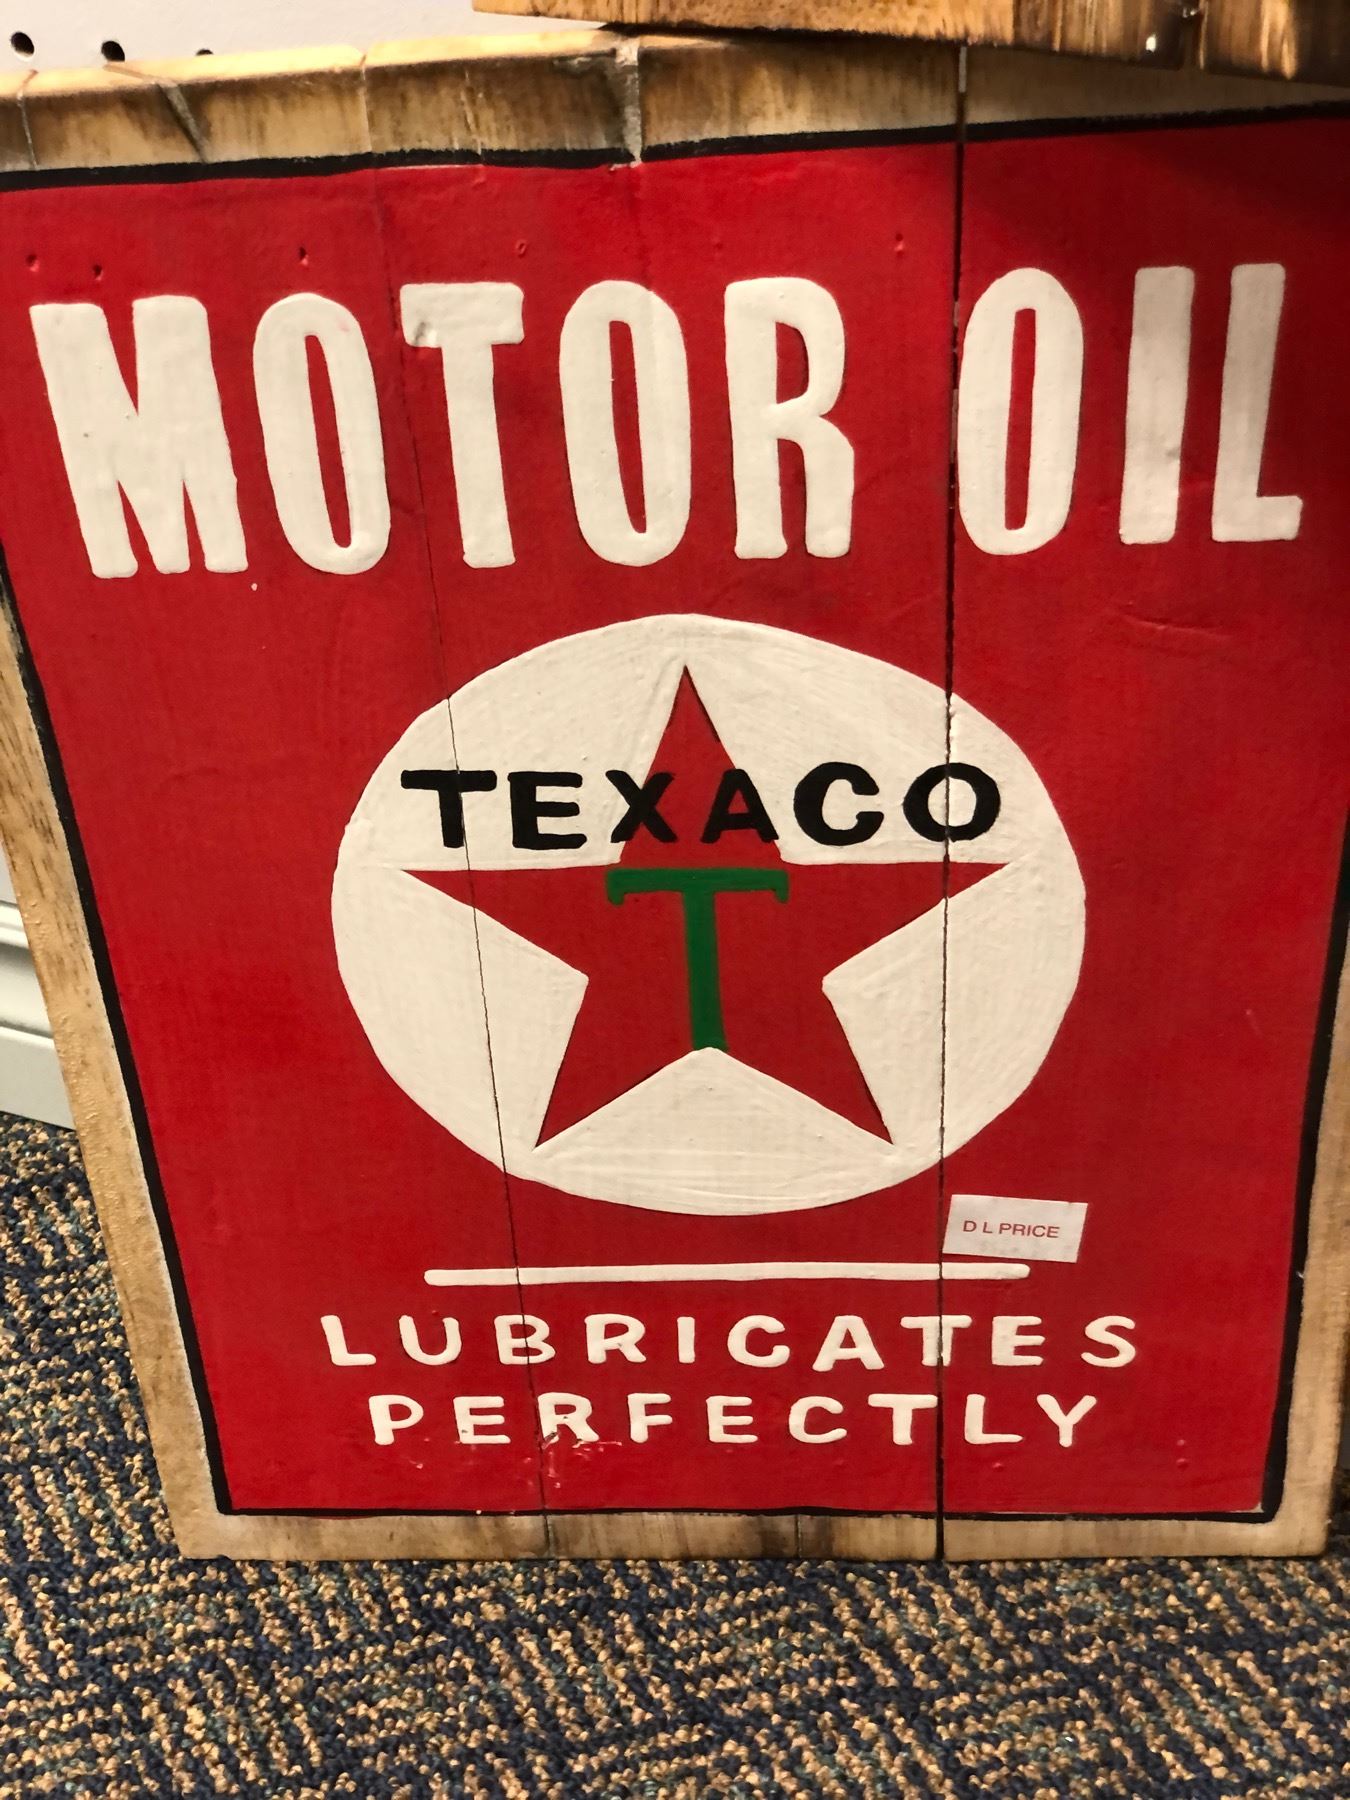 MOTOR OIL
TEXACO
T
D L PRICE
LUBRICATES
PERFECTLY